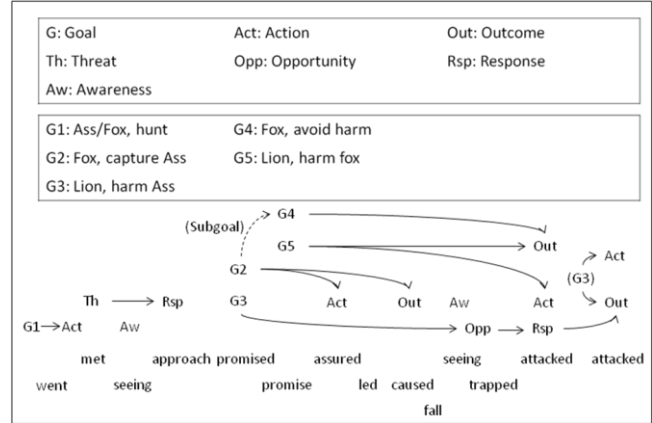 G: Goal Act: Action Out: Outcome
Th: Threat Opp: Opportunity Rsp: Response
Aw: Awareness
G1: Ass/Fox, hunt G4: Fox, avoid harm
G2: Fox, capture Ass G5: Lion, harm fox
G3: Lion, harm Ass
G4
(Subgoal)
G5 Out
Act
G2
(G3)
Th Rsp G3 Act Out Aw Act Out
G1 Act Aw Opp Rsp
met approach promised assured seeing attacked attacked
went seeing promise led caused trapped
fall